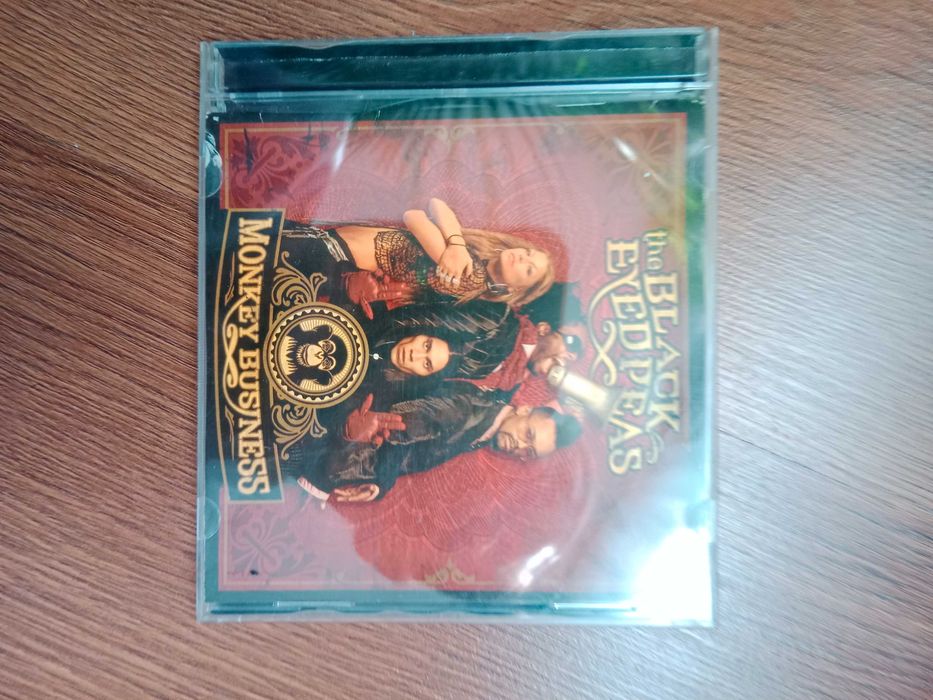 the BLACK
EYED PEAS
MONKEY BUSINESS